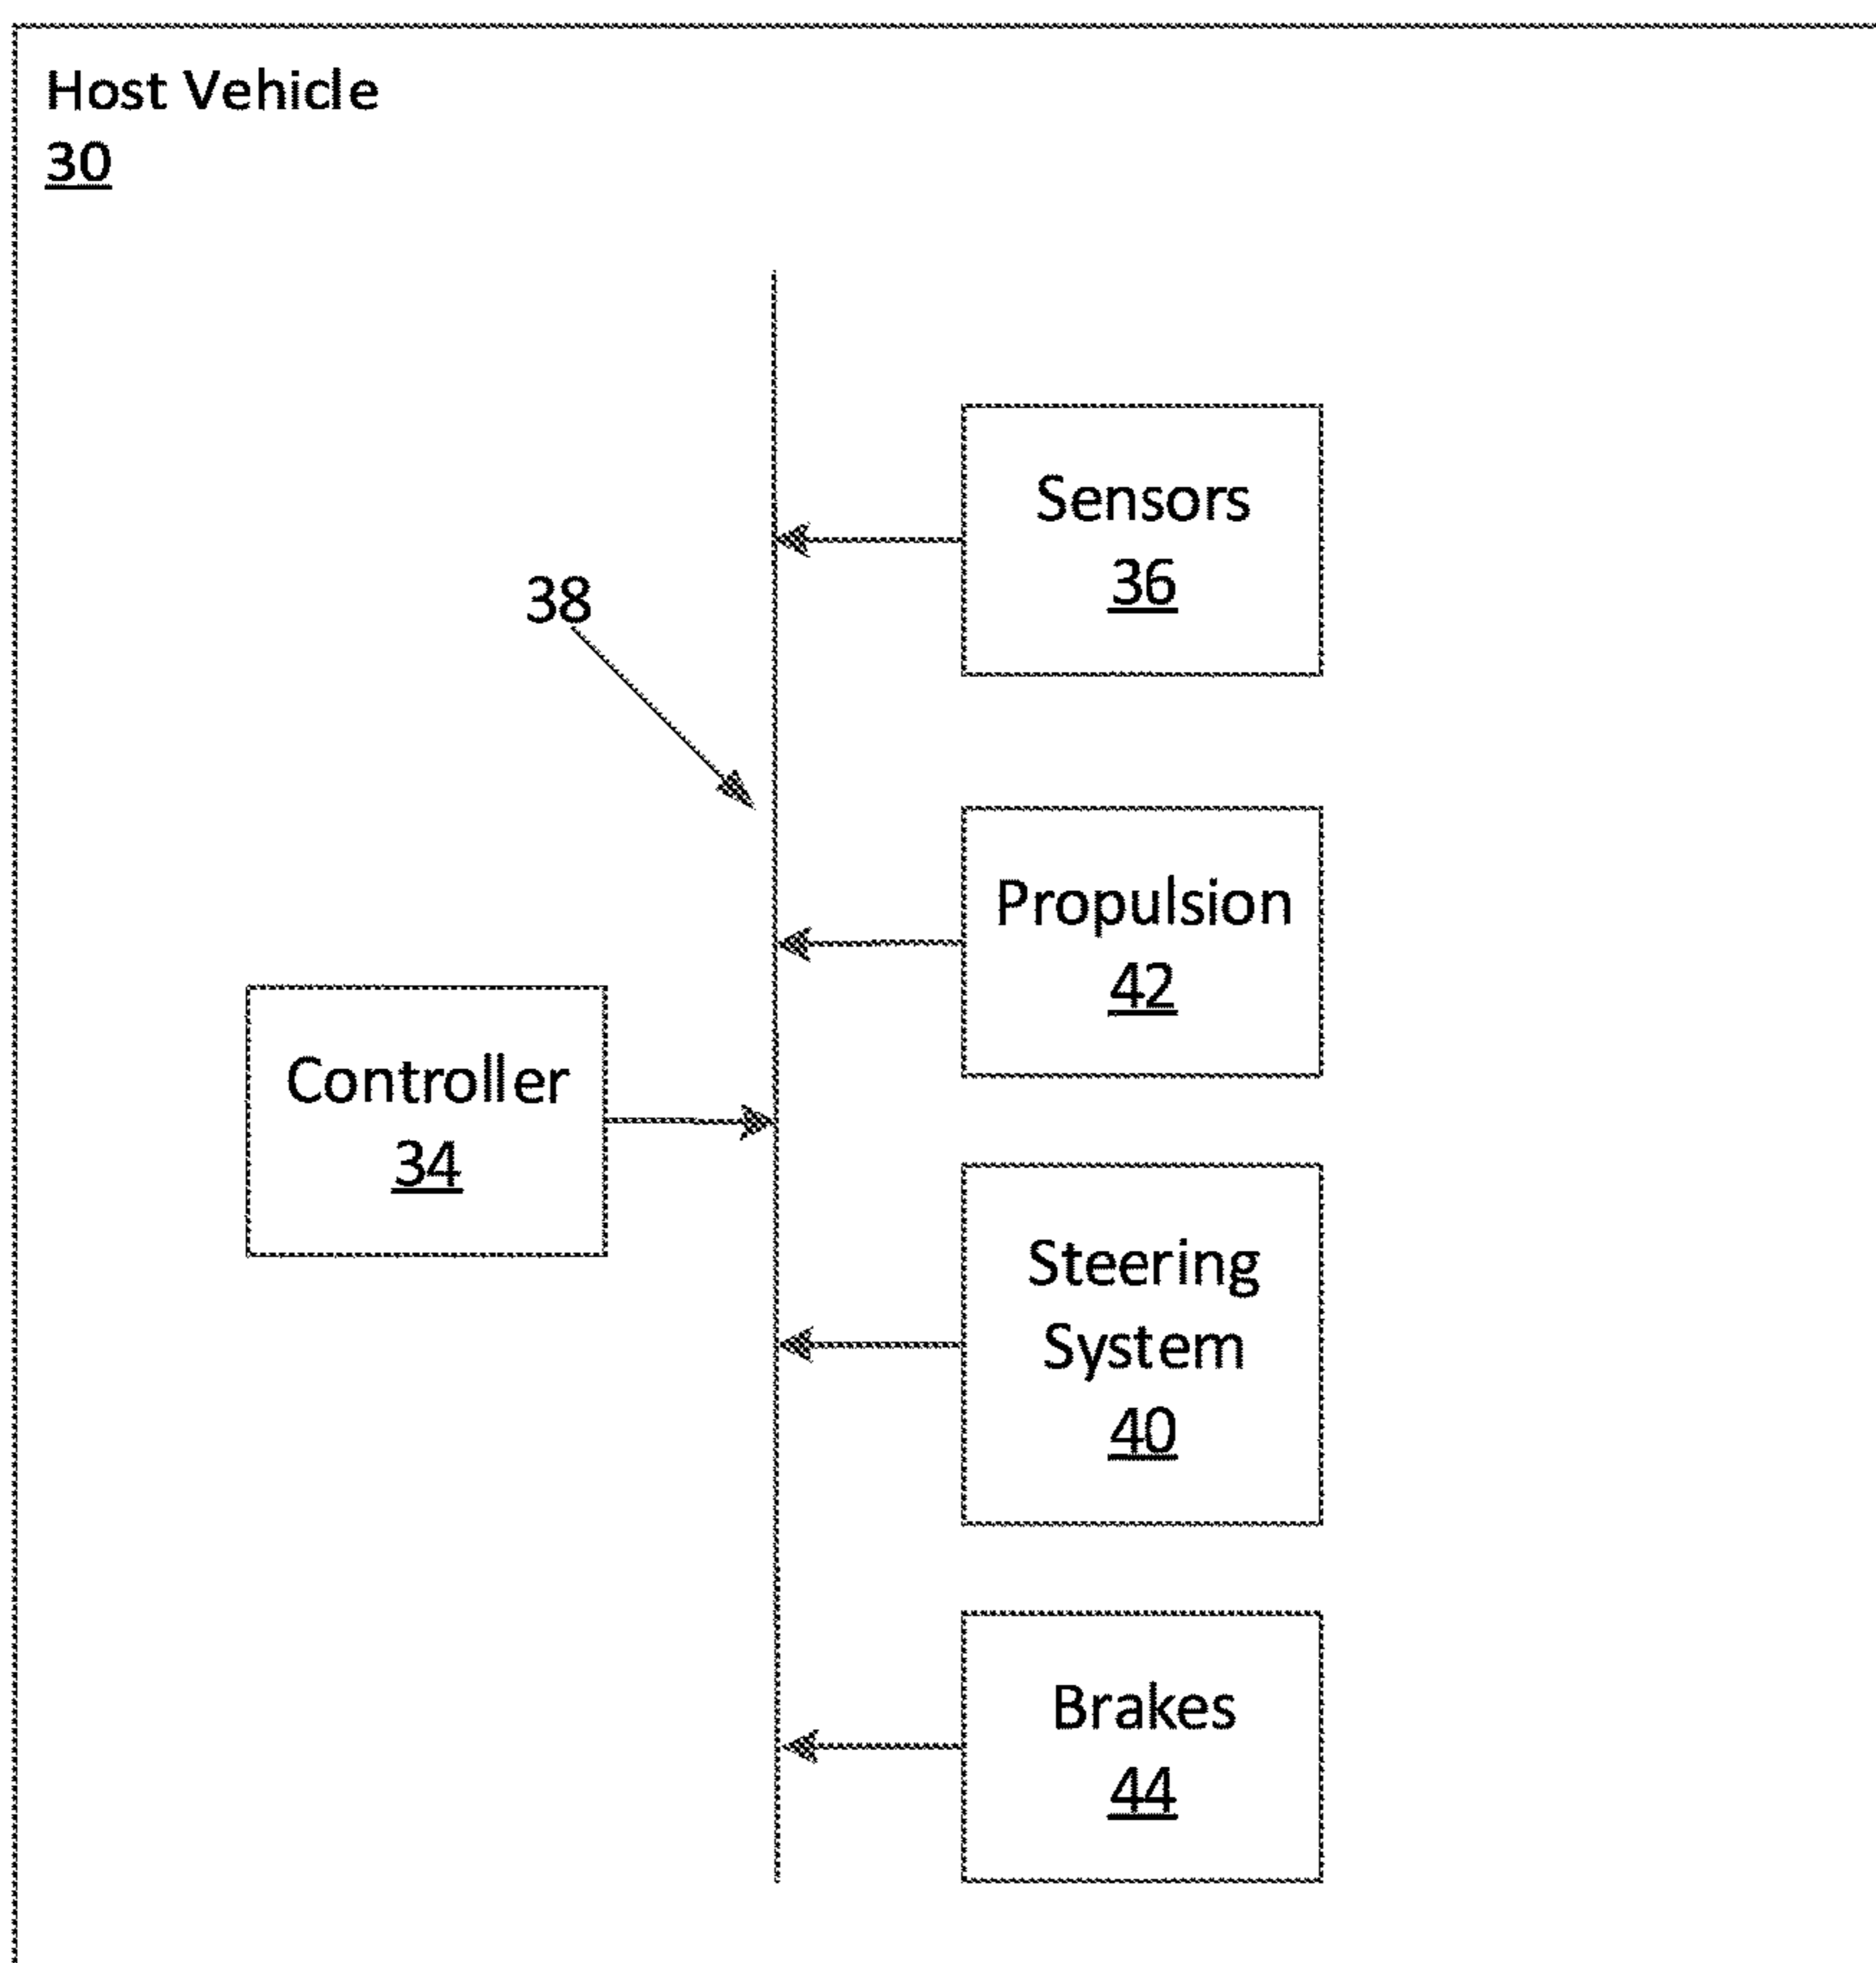 Host Vehicle
30
Sensors
36
38
Propulsion
42
Controller
34
Steering
System
40
Brakes
44